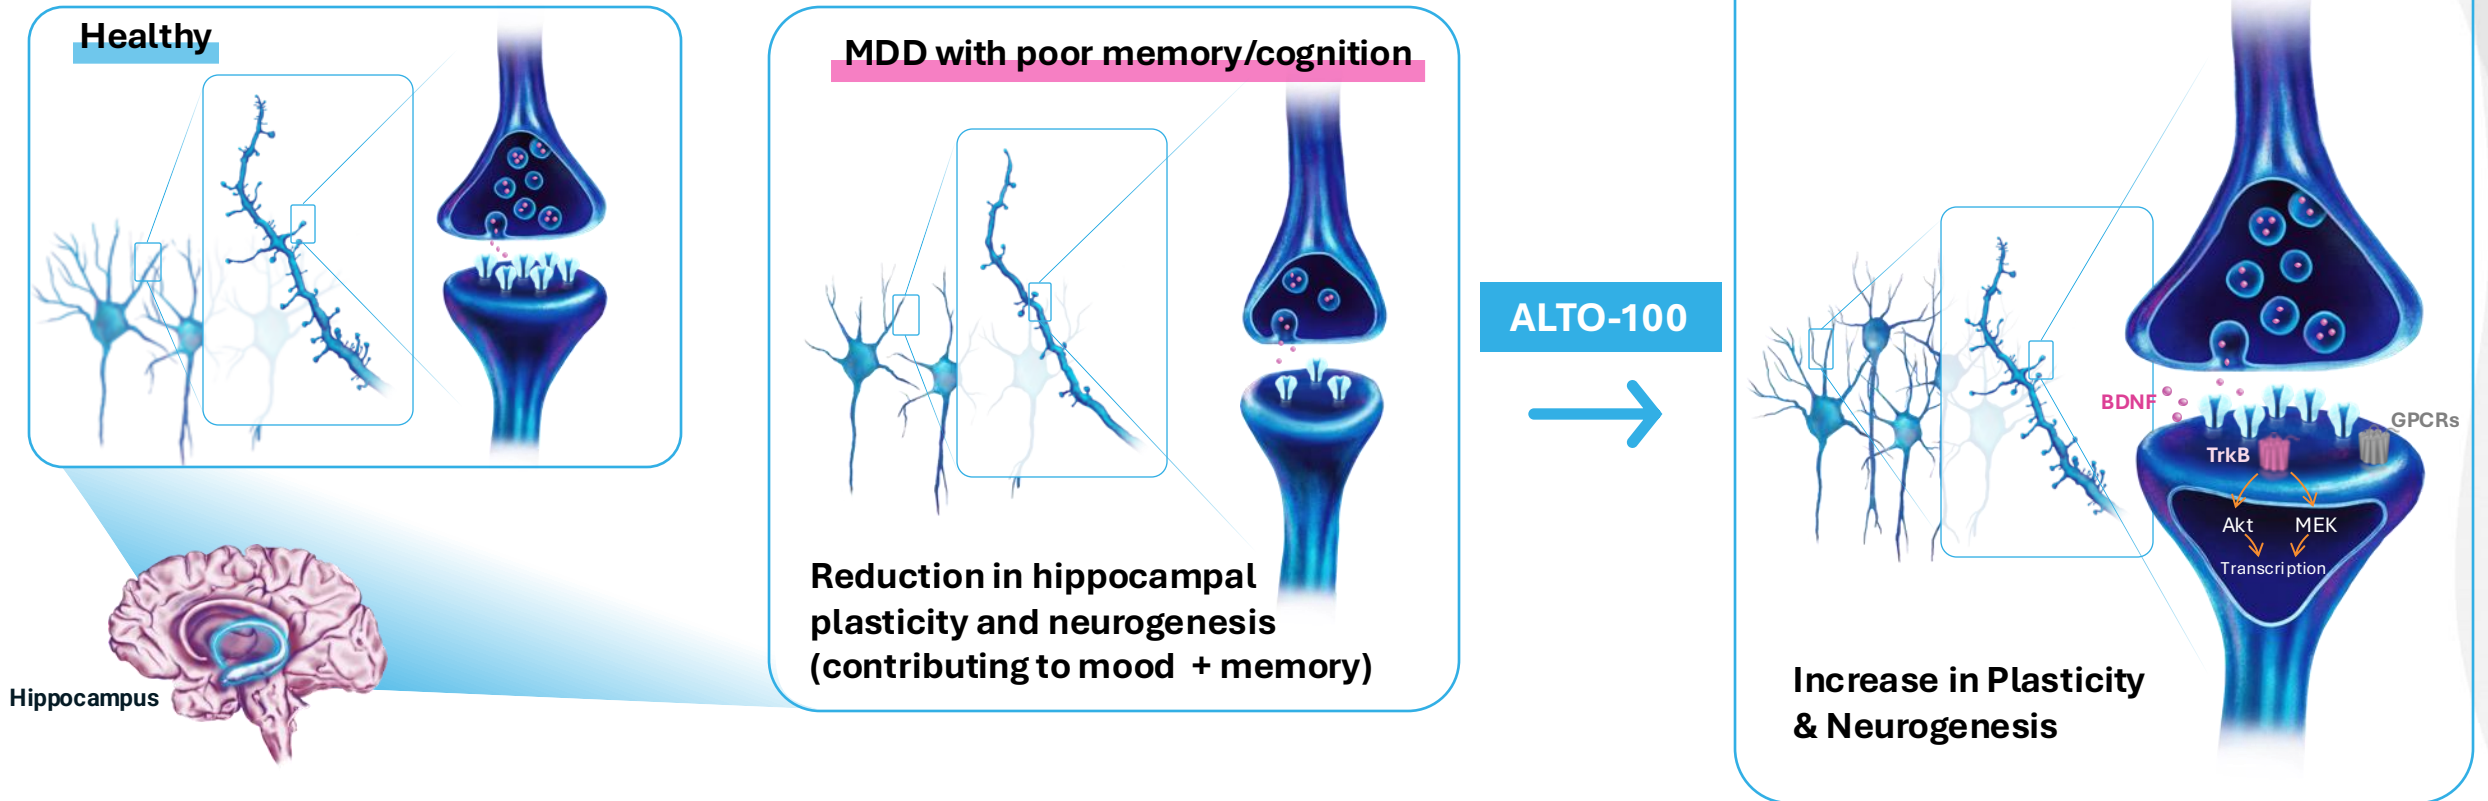 Healthy
Hippocampus
MDD with poor memory/cognition
Reduction in hippocampal
plasticity and neurogenesis
(contributing to mood + memory)
ALTO-100
BDNF
GPCRs
TrkB
Akt
MEK
Transcription
Increase in Plasticity
& Neurogenesis